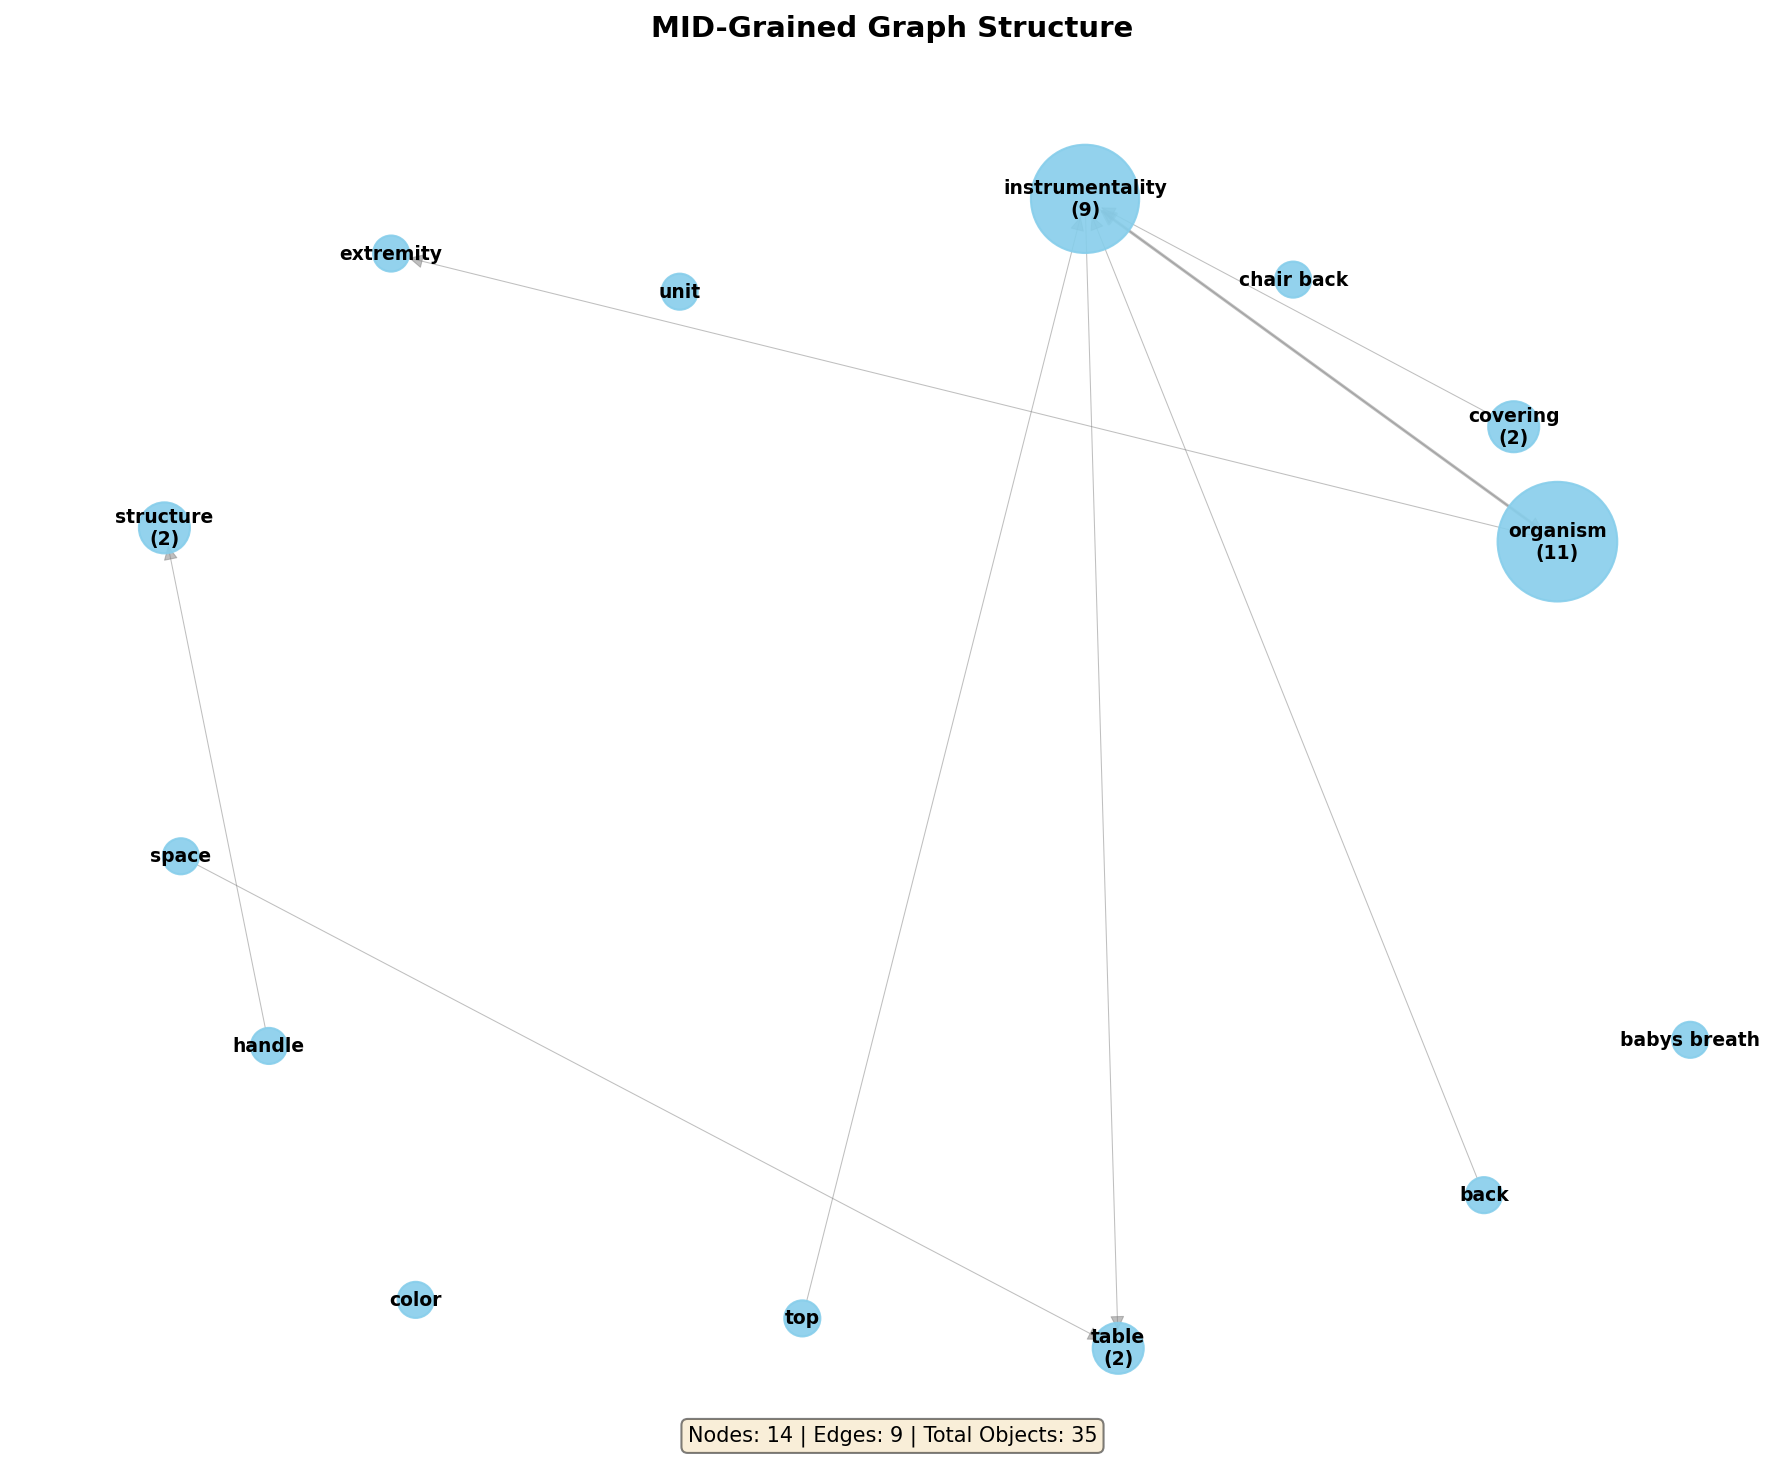 MID-Grained Graph Structure
instrumentality
(9)
extremity
unit
chair back
covering
(2)
structure
(2)
organism
(11)
space
handle
babys breath
back
color
top
table
(2)
Nodes: 14 | Edges: 9 | Total Objects: 35